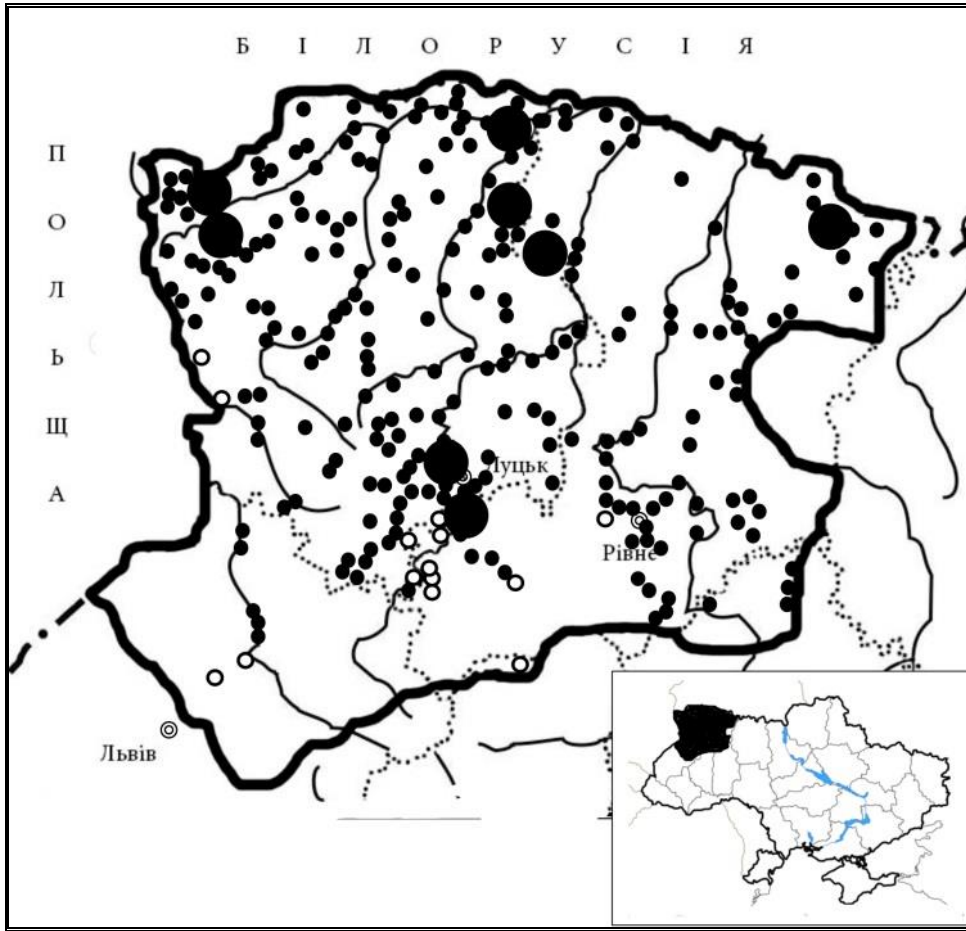 Б І Л О Р У С І Я
П О Л Ь Щ А
Луцьк
Рівне
Львів